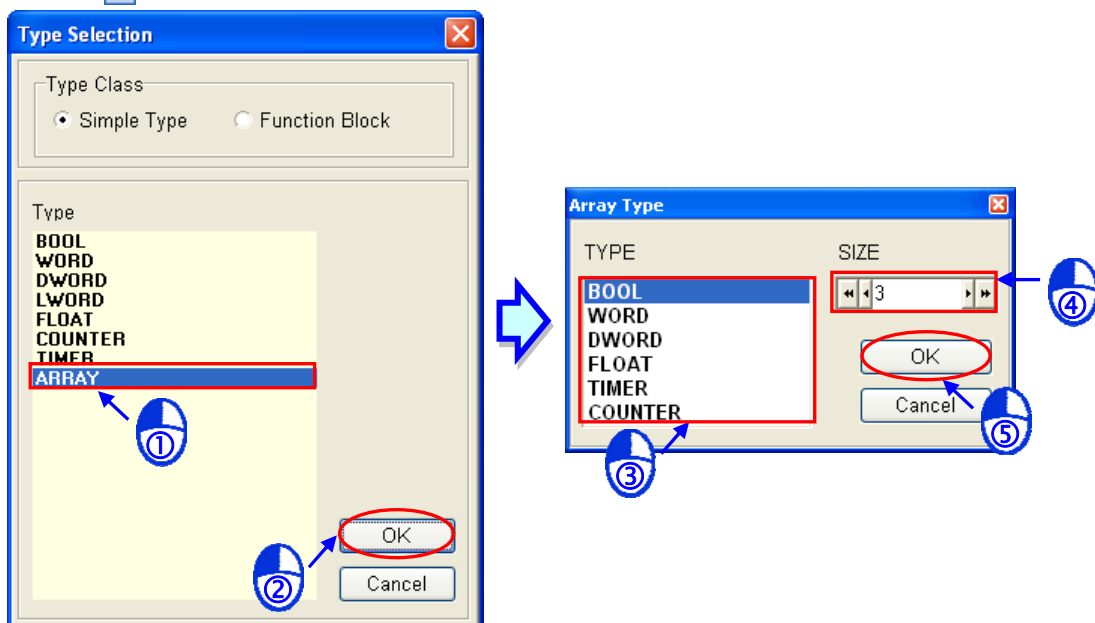 Type Selection
Type Class
Simple Type
Function Block
Type
BOOL
WORD
DWORD
LWORD
FLOAT
COUNTER
TIMER
ARRAY
①
OK
②
Cancel
Array Type
TYPE
SIZE
BOOL
WORD
DWORD
FLOAT
TIMER
COUNTER
3
④
OK
Cancel
⑤
③